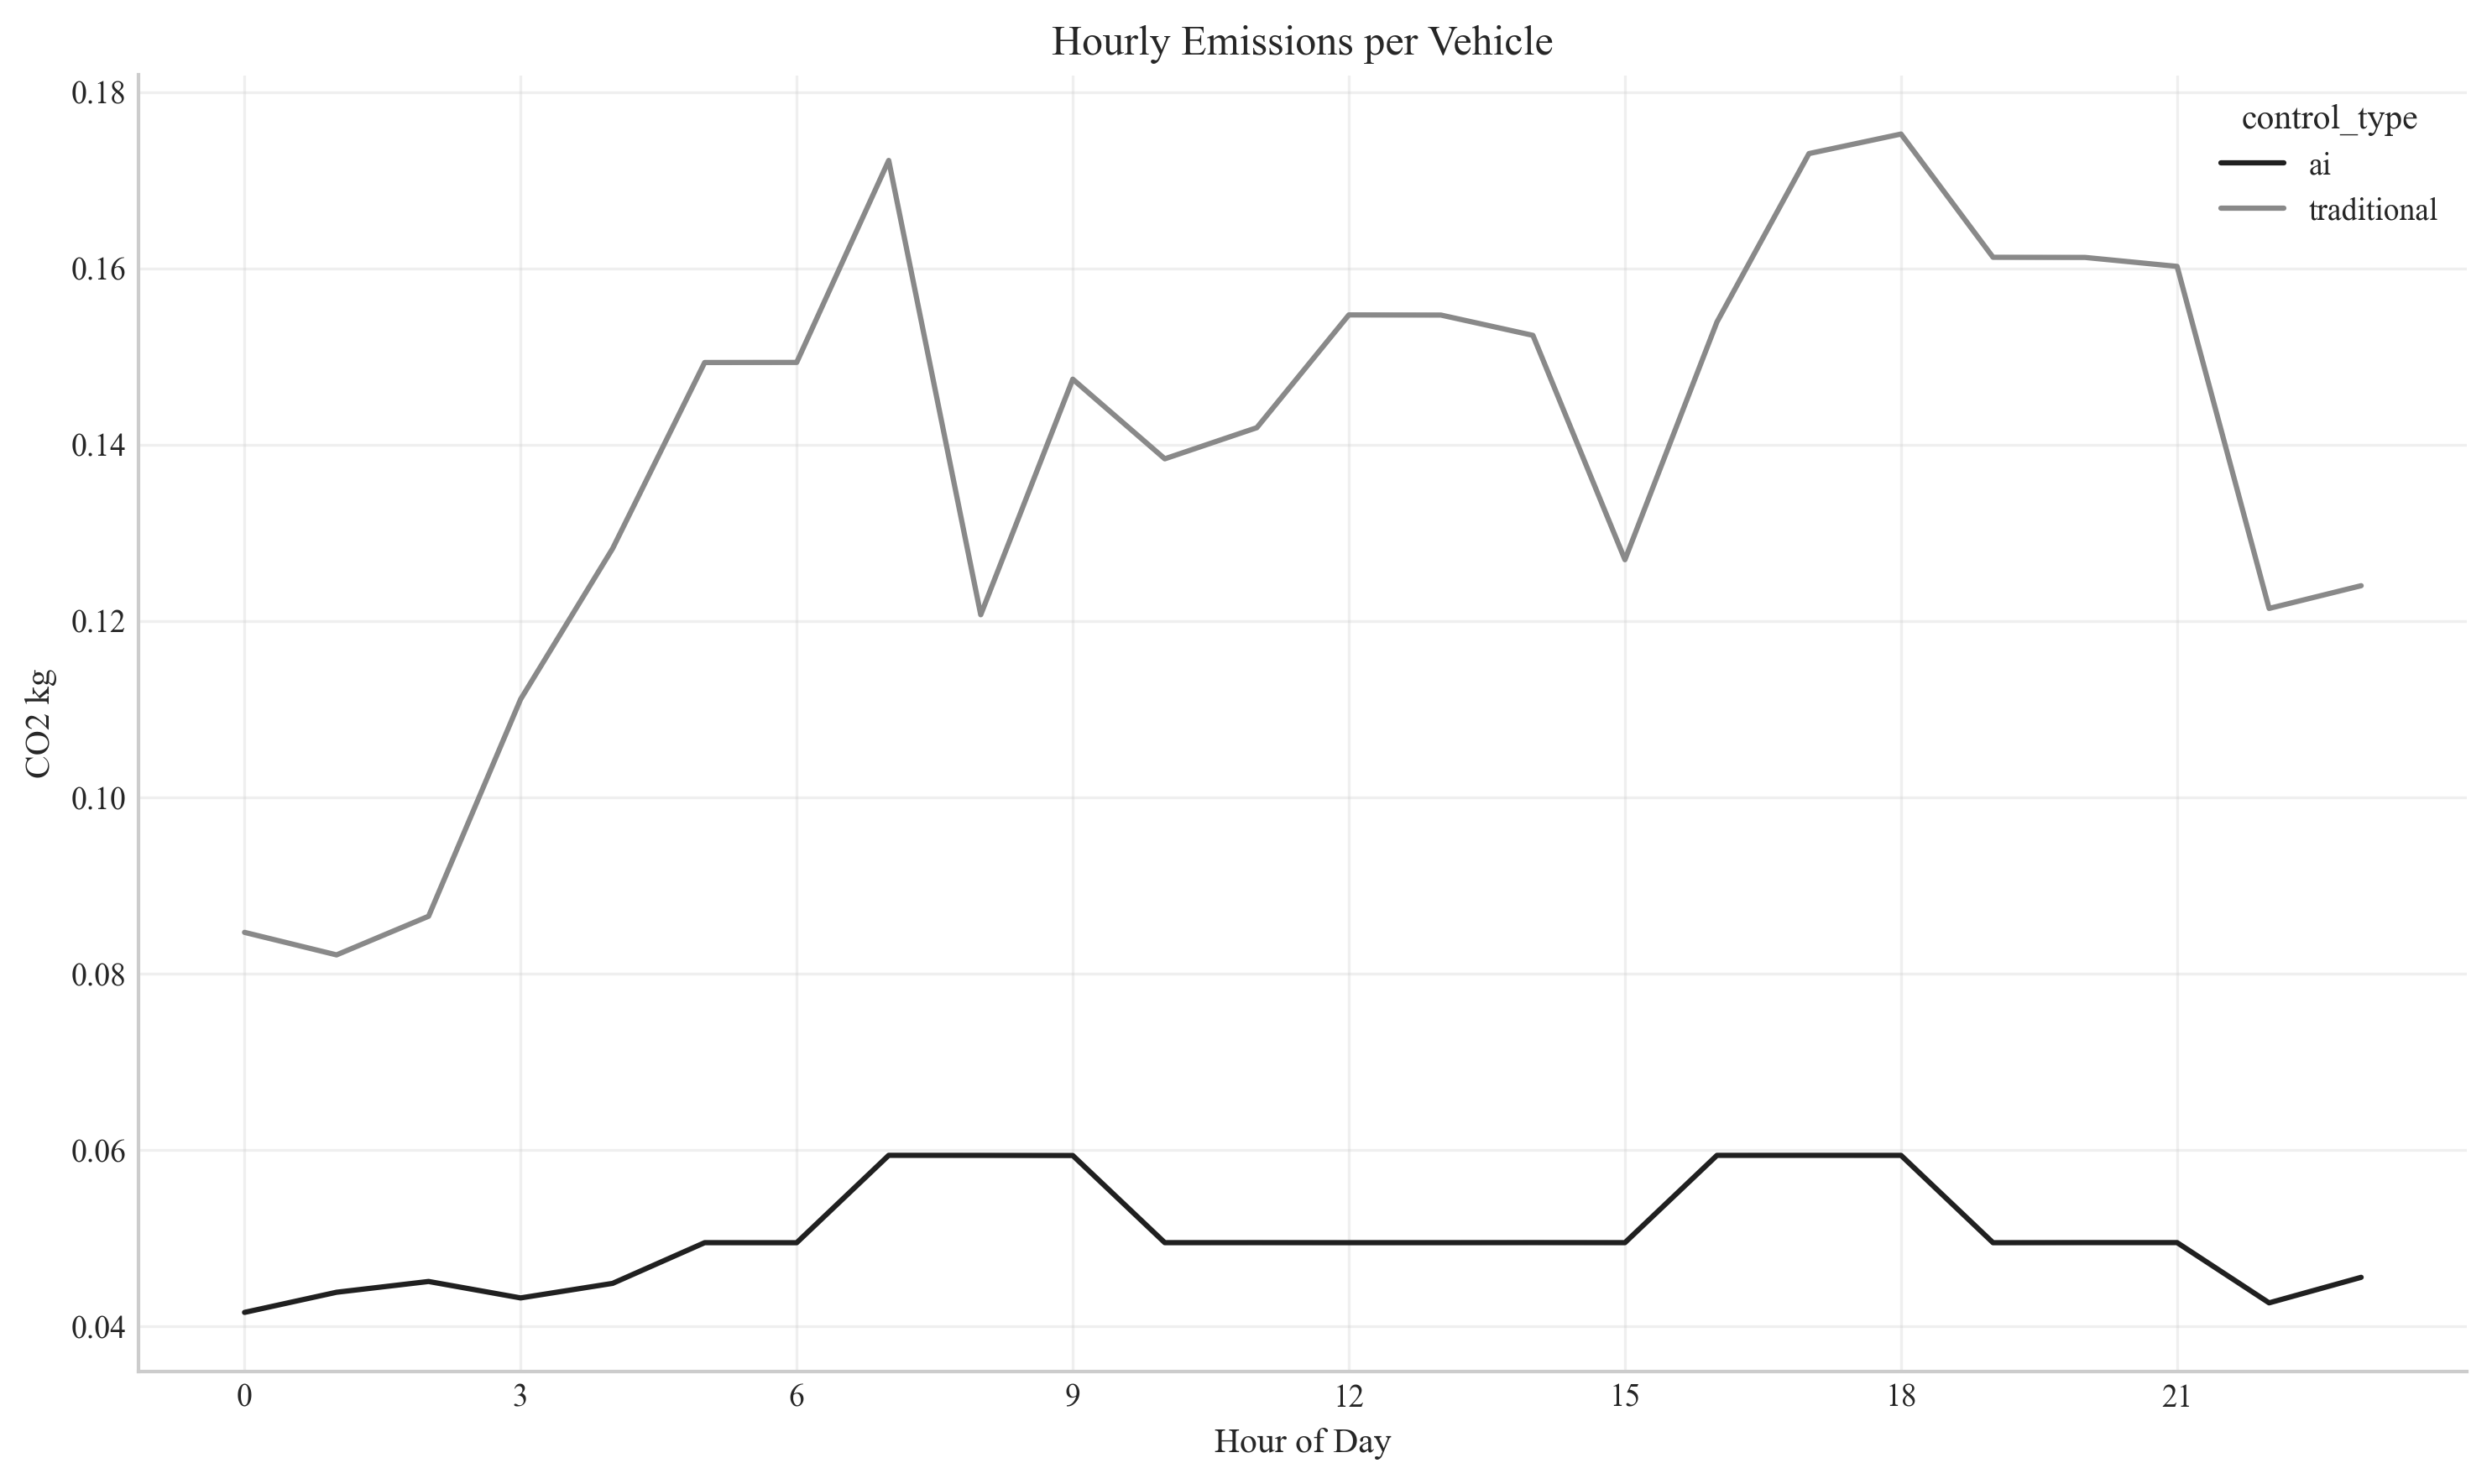 Hourly Emissions per Vehicle
control_type
ai
traditional
0.18
0.16
0.14
0.12
0.10
0.08
0.06
0.04
CO2 kg
0 3 6 9 12 15 18 21
Hour of Day